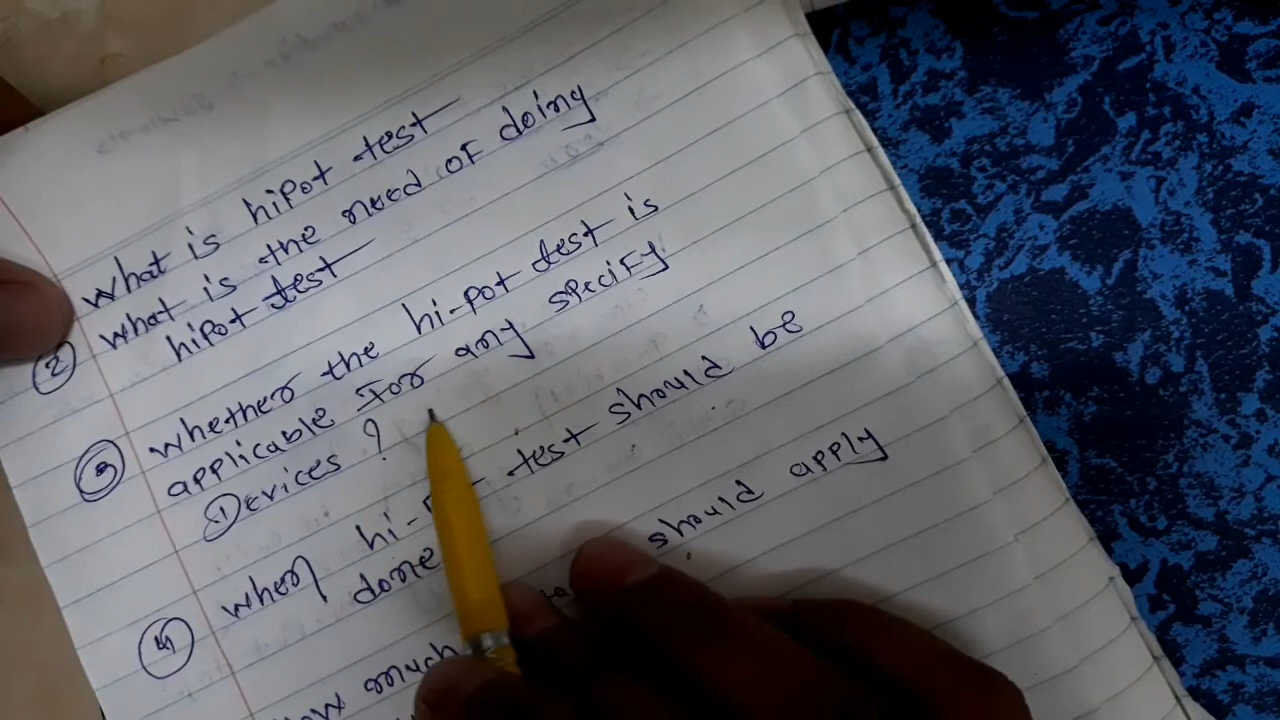 What is hipot test
② What is the need of doing
hipot test
③ Whether the hi-pot test is
applicable for any specify
Devices ?
④ When hi- test should be
done
much should apply